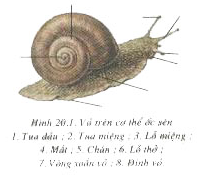 Hình 20.1. Vỏ trên cơ thể ốc sên
1. Tua đầu ; 2. Tua miệng ; 3. Lỗ miệng ;
4. Mắt ; 5. Chân ; 6. Lỗ thở ;
7. Vòng xoắn vỏ ; 8. Đỉnh vỏ.